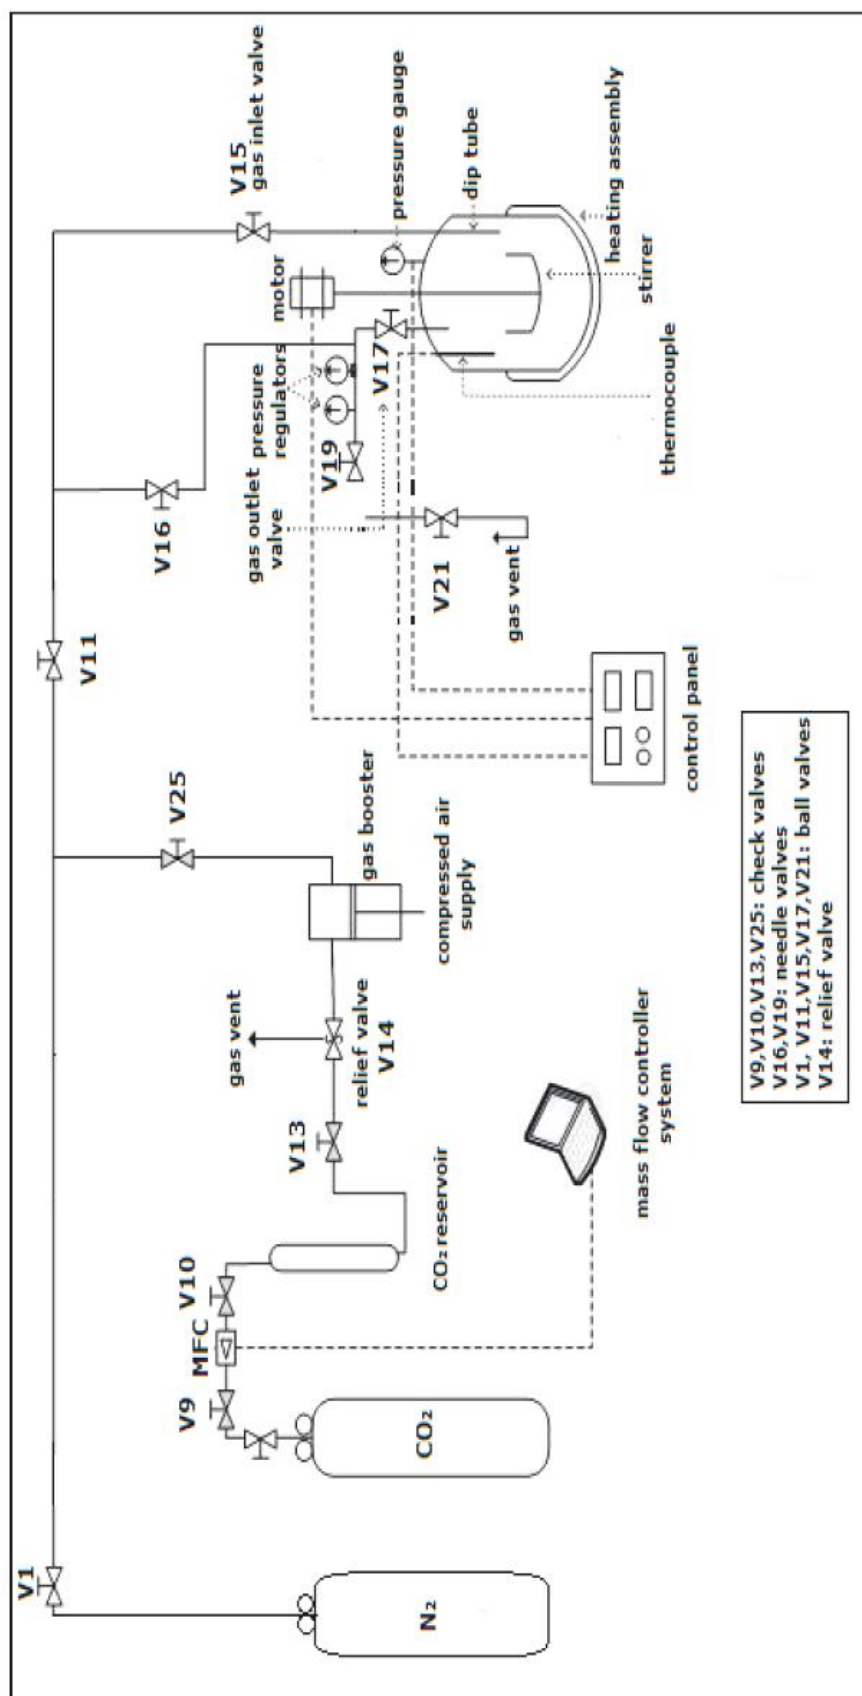 V1
N₂
CO₂
V9
MFC
V10
CO₂ reservoir
V13
gas vent
relief valve
V14
gas booster
compressed air
supply
V25
mass flow controller
system
V11
V16
V15
gas inlet valve
motor
pressure
regulators
V19
V17
gas outlet
valve
V21
gas vent
pressure gauge
dip tube
heating assembly
stirrer
thermocouple
control panel
V9,V10,V13,V25: check valves
V16,V19: needle valves
V1, V11,V15,V17,V21: ball valves
V14: relief valve